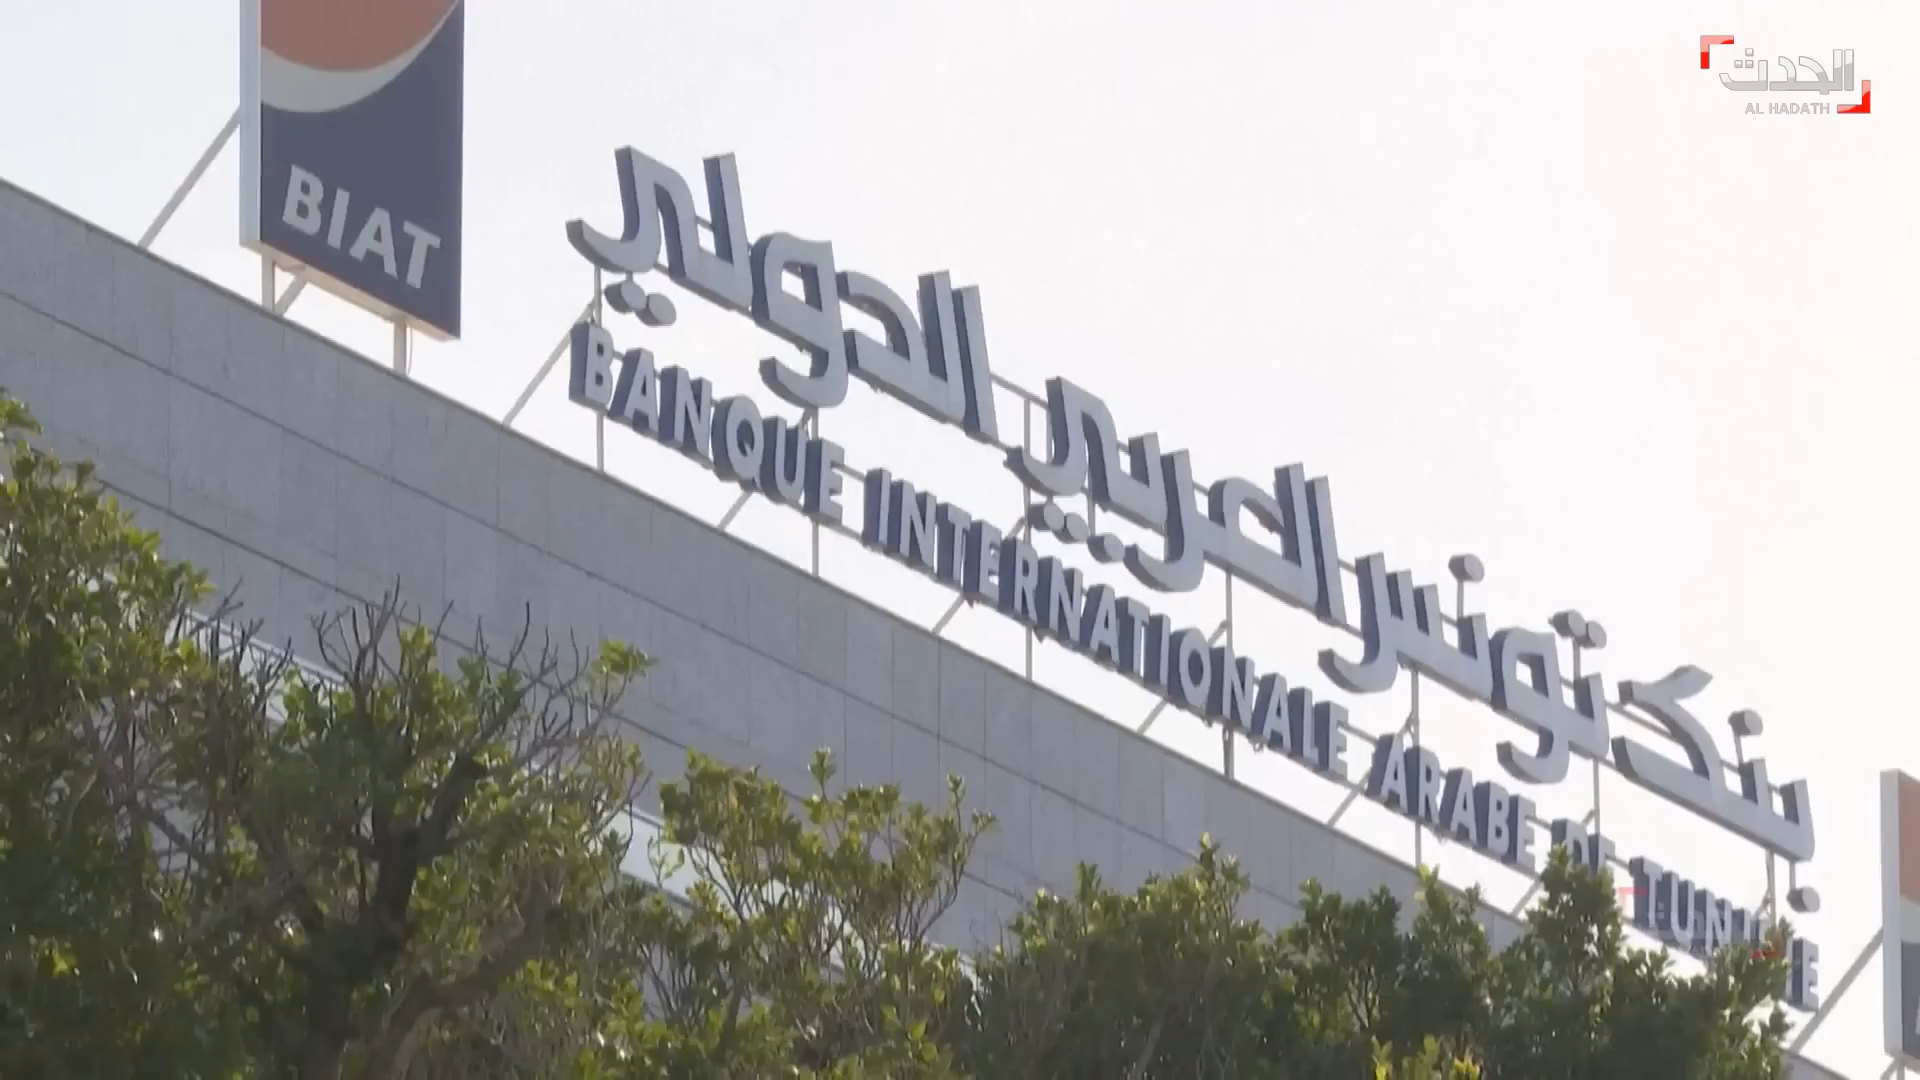 الحدث
AL HADATH
BIAT
بنك تونس العربي الدولي
BANQUE INTERNATIONALE ARABE DE TUNISIE